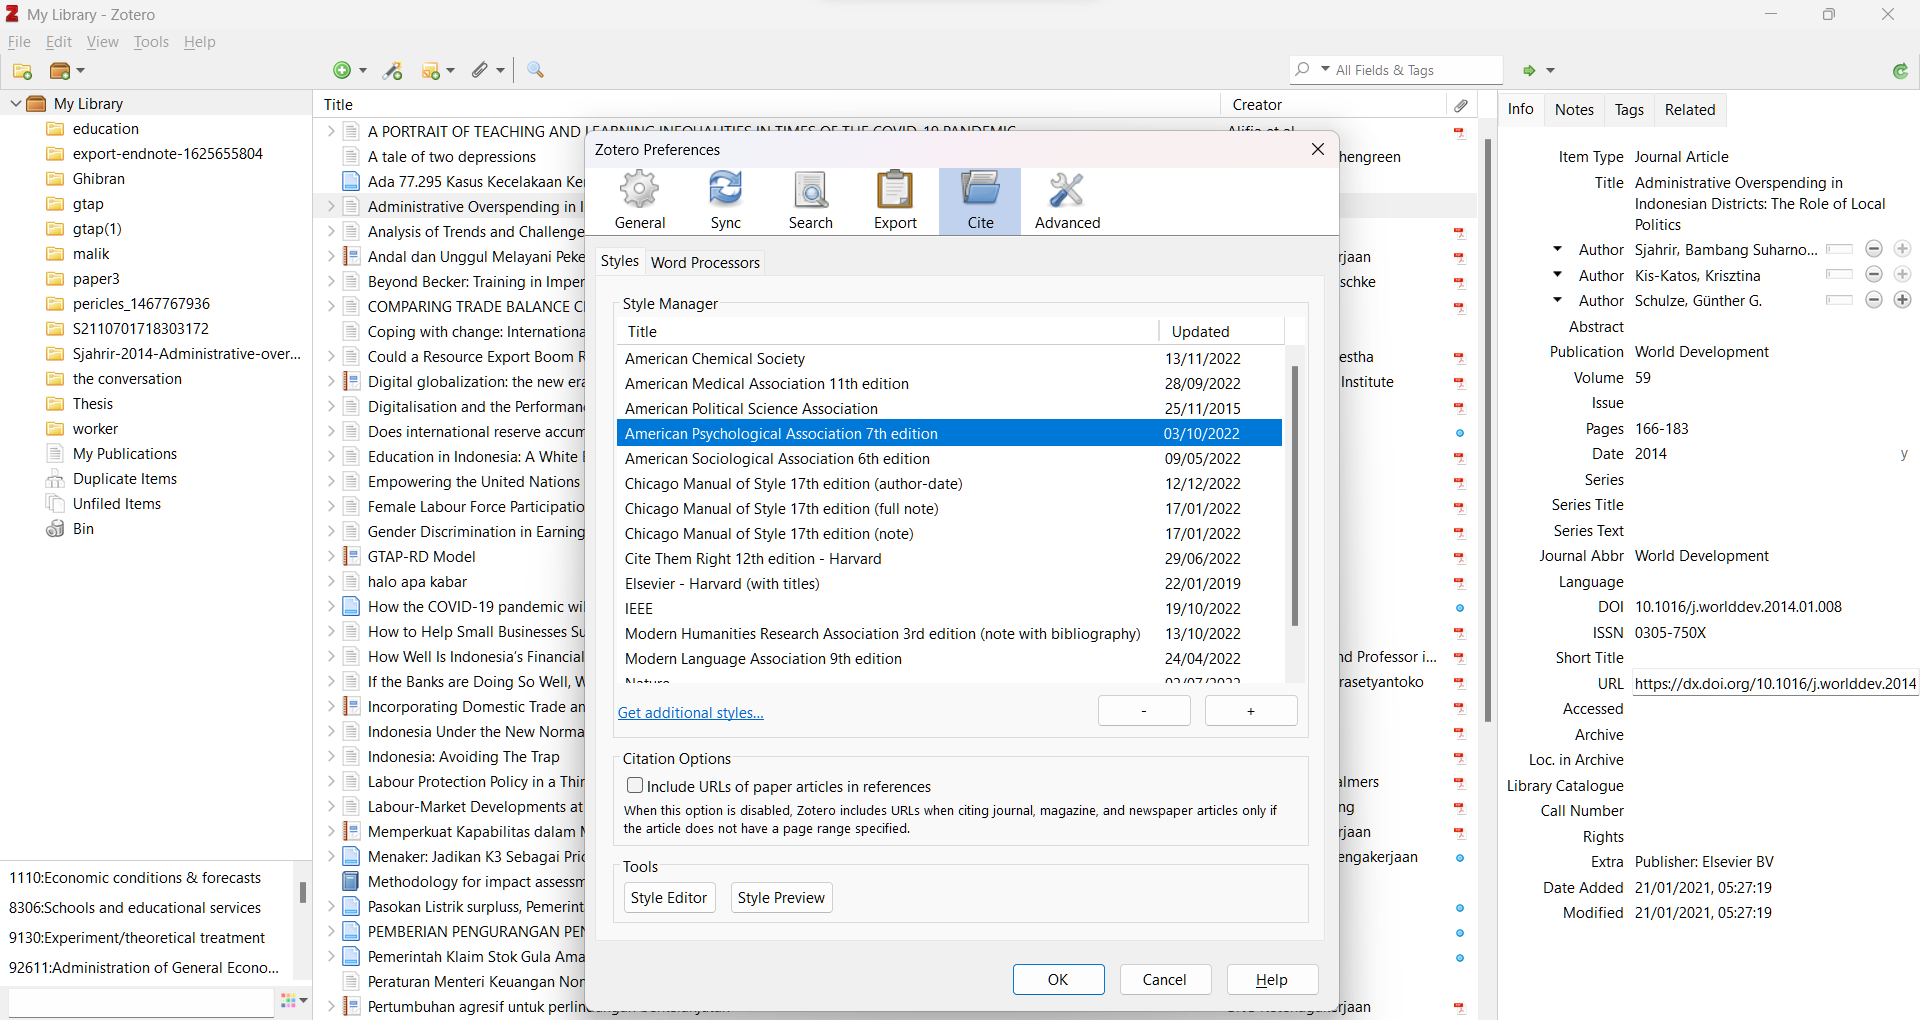 My Library - Zotero
File Edit View Tools Help
All Fields & Tags
My Library
education
export-endnote-1625655804
Ghibran
gtap
gtap(1)
malik
paper3
pericles_1467767936
S2110701718303172
Sjahrir-2014-Administrative-over...
the conversation
Thesis
worker
My Publications
Duplicate Items
Unfiled Items
Bin
1110:Economic conditions & forecasts
8306:Schools and educational services
9130:Experiment/theoretical treatment
92611:Administration of General Econo...
Title Creator
A PORTRAIT OF TEACHING AND LEARNING INEQUALITIES IN TIMES OF THE COVID-19 PANDEMIC Alifia et al.
A tale of two depressions hengreen
Ada 77.295 Kasus Kecelakaan Ke
Administrative Overspending in I
Analysis of Trends and Challenge
Andal dan Unggul Melayani Peke jaan
Beyond Becker: Training in Imper schke
COMPARING TRADE BALANCE C
Coping with change: Internationa
Could a Resource Export Boom R estha
Digital globalization: the new era Institute
Digitalisation and the Performan
Does international reserve accum
Education in Indonesia: A White
Empowering the United Nations
Female Labour Force Participatio
Gender Discrimination in Earning
GTAP-RD Model
halo apa kabar
How the COVID-19 pandemic wil
How to Help Small Businesses Su
How Well Is Indonesia's Financial nd Professor i...
If the Banks are Doing So Well, W rasetyantoko
Incorporating Domestic Trade an
Indonesia Under the New Norma
Indonesia: Avoiding The Trap
Labour Protection Policy in a Thir almers
Labour-Market Developments at ng
Memperkuat Kapabilitas dalam jaan
Menaker: Jadikan K3 Sebagai Pri engakerjaan
Methodology for impact assessm
Pasokan Listrik surpluss, Pemerint
PEMBERIAN PENGURANGAN PEN
Pemerintah Klaim Stok Gula Ama
Peraturan Menteri Keuangan Nor
Pertumbuhan agresif untuk perlin jaan
Zotero Preferences
General Sync Search Export Cite Advanced
Styles Word Processors
Style Manager
Title Updated
American Chemical Society 13/11/2022
American Medical Association 11th edition 28/09/2022
American Political Science Association 25/11/2015
American Psychological Association 7th edition 03/10/2022
American Sociological Association 6th edition 09/05/2022
Chicago Manual of Style 17th edition (author-date) 12/12/2022
Chicago Manual of Style 17th edition (full note) 17/01/2022
Chicago Manual of Style 17th edition (note) 17/01/2022
Cite Them Right 12th edition - Harvard 29/06/2022
Elsevier - Harvard (with titles) 22/01/2019
IEEE 19/10/2022
Modern Humanities Research Association 3rd edition (note with bibliography) 13/10/2022
Modern Language Association 9th edition 24/04/2022
Nature
Get additional styles... - +
Citation Options
Include URLs of paper articles in references
When this option is disabled, Zotero includes URLs when citing journal, magazine, and newspaper articles only if
the article does not have a page range specified.
Tools
Style Editor Style Preview
OK Cancel Help
Info Notes Tags Related
Item Type Journal Article
Title Administrative Overspending in
Indonesian Districts: The Role of Local
Politics
Author Sjahrir, Bambang Suharno...
Author Kis-Katos, Krisztina
Author Schulze, Günther G.
Abstract
Publication World Development
Volume 59
Issue
Pages 166-183
Date 2014 y
Series
Series Title
Series Text
Journal Abbr World Development
Language
DOI 10.1016/j.worlddev.2014.01.008
ISSN 0305-750X
Short Title
URL https://dx.doi.org/10.1016/j.worlddev.2014
Accessed
Archive
Loc. in Archive
Library Catalogue
Call Number
Rights
Extra Publisher: Elsevier BV
Date Added 21/01/2021, 05:27:19
Modified 21/01/2021, 05:27:19